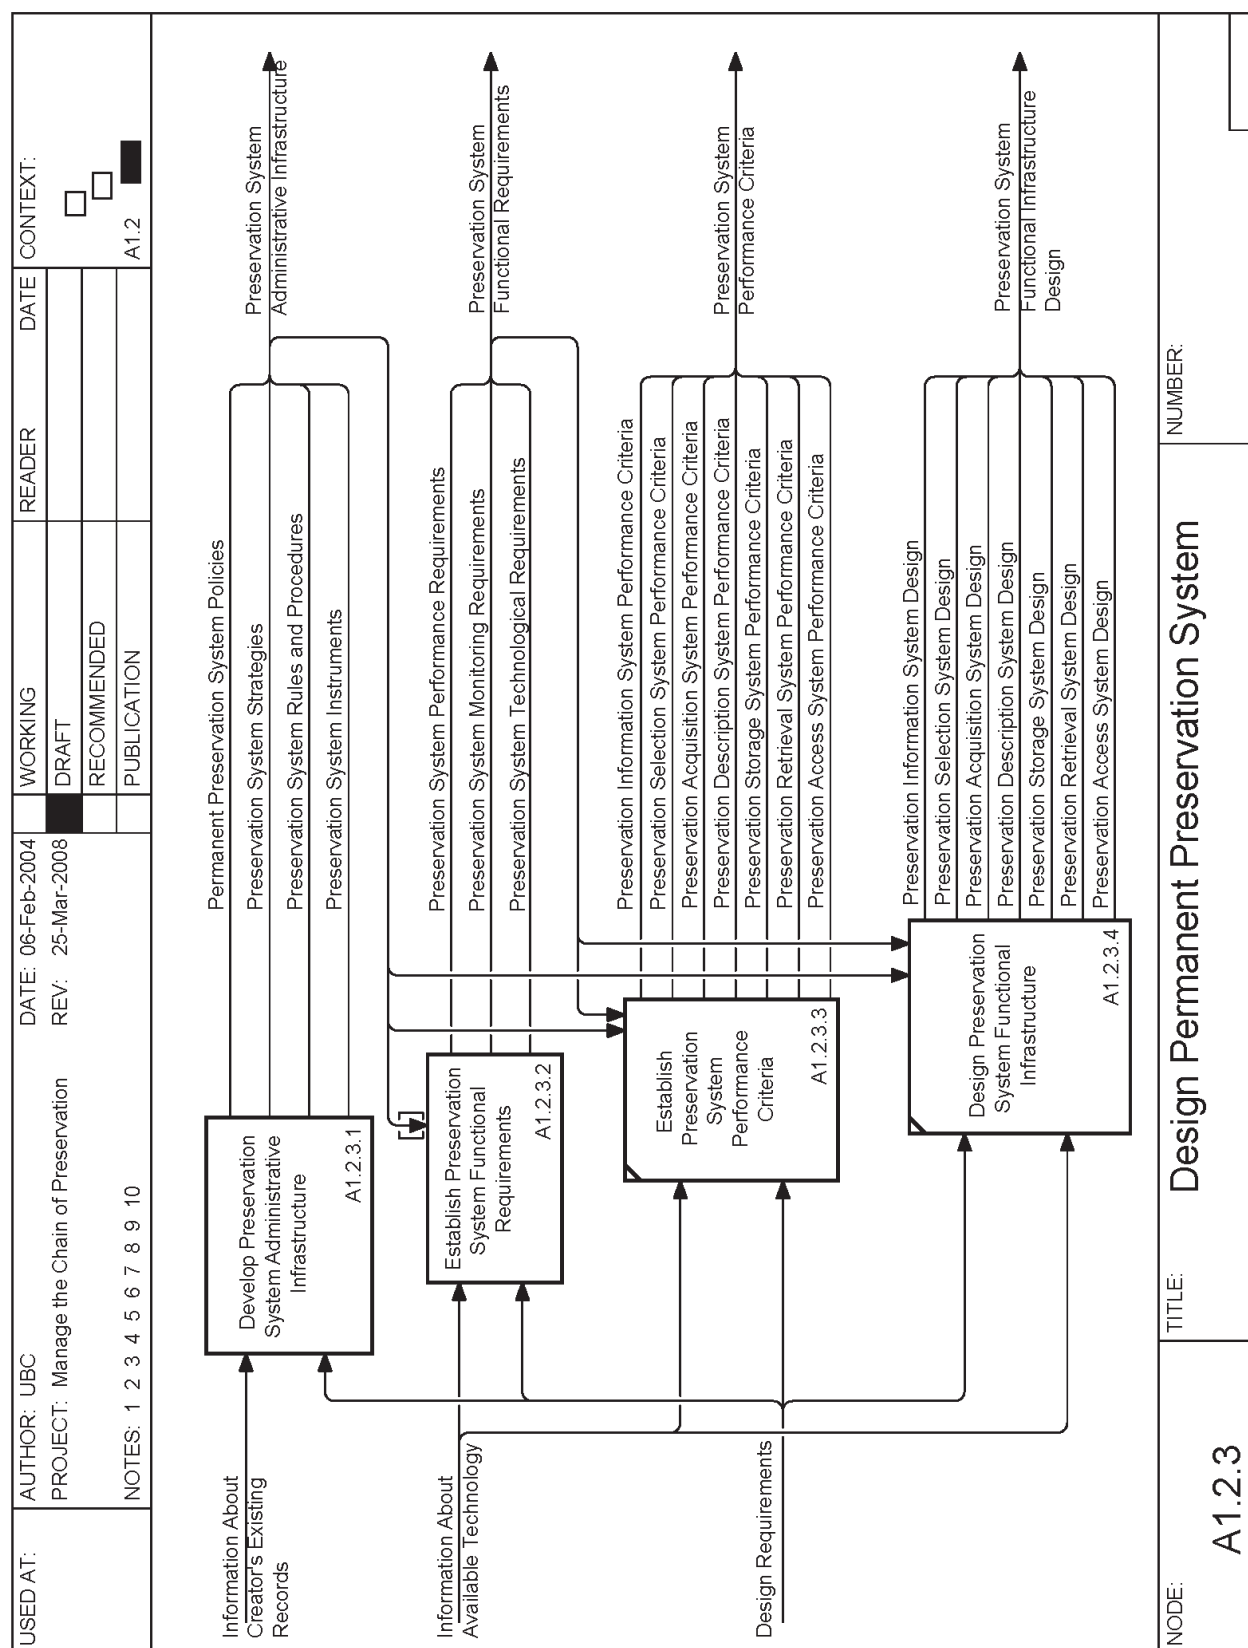 USED AT:
AUTHOR: UBC
DATE: 06-Feb-2004
WORKING
READER
DATE
CONTEXT:
PROJECT: Manage the Chain of Preservation
REV: 25-Mar-2008
DRAFT
RECOMMENDED
NOTES: 1 2 3 4 5 6 7 8 9 10
PUBLICATION
A1.2
Information About
Creator's Existing
Records
Develop Preservation
System Administrative
Infrastructure
A1.2.3.1
Permanent Preservation System Policies
Preservation System Strategies
Preservation System Rules and Procedures
Preservation System Instruments
Preservation System
Administrative Infrastructure
Information About
Available Technology
Establish Preservation
System Functional
Requirements
A1.2.3.2
Preservation System Performance Requirements
Preservation System Monitoring Requirements
Preservation System Technological Requirements
Preservation System
Functional Requirements
Design Requirements
Establish
Preservation
System
Performance
Criteria
A1.2.3.3
Preservation Information System Performance Criteria
Preservation Selection System Performance Criteria
Preservation Acquisition System Performance Criteria
Preservation Description System Performance Criteria
Preservation Storage System Performance Criteria
Preservation Retrieval System Performance Criteria
Preservation Access System Performance Criteria
Preservation System
Performance Criteria
Design Preservation
System Functional
Infrastructure
A1.2.3.4
Preservation Information System Design
Preservation Selection System Design
Preservation Acquisition System Design
Preservation Description System Design
Preservation Storage System Design
Preservation Retrieval System Design
Preservation Access System Design
Preservation System
Functional Infrastructure
Design
NODE:
A1.2.3
TITLE:
Design Permanent Preservation System
NUMBER: